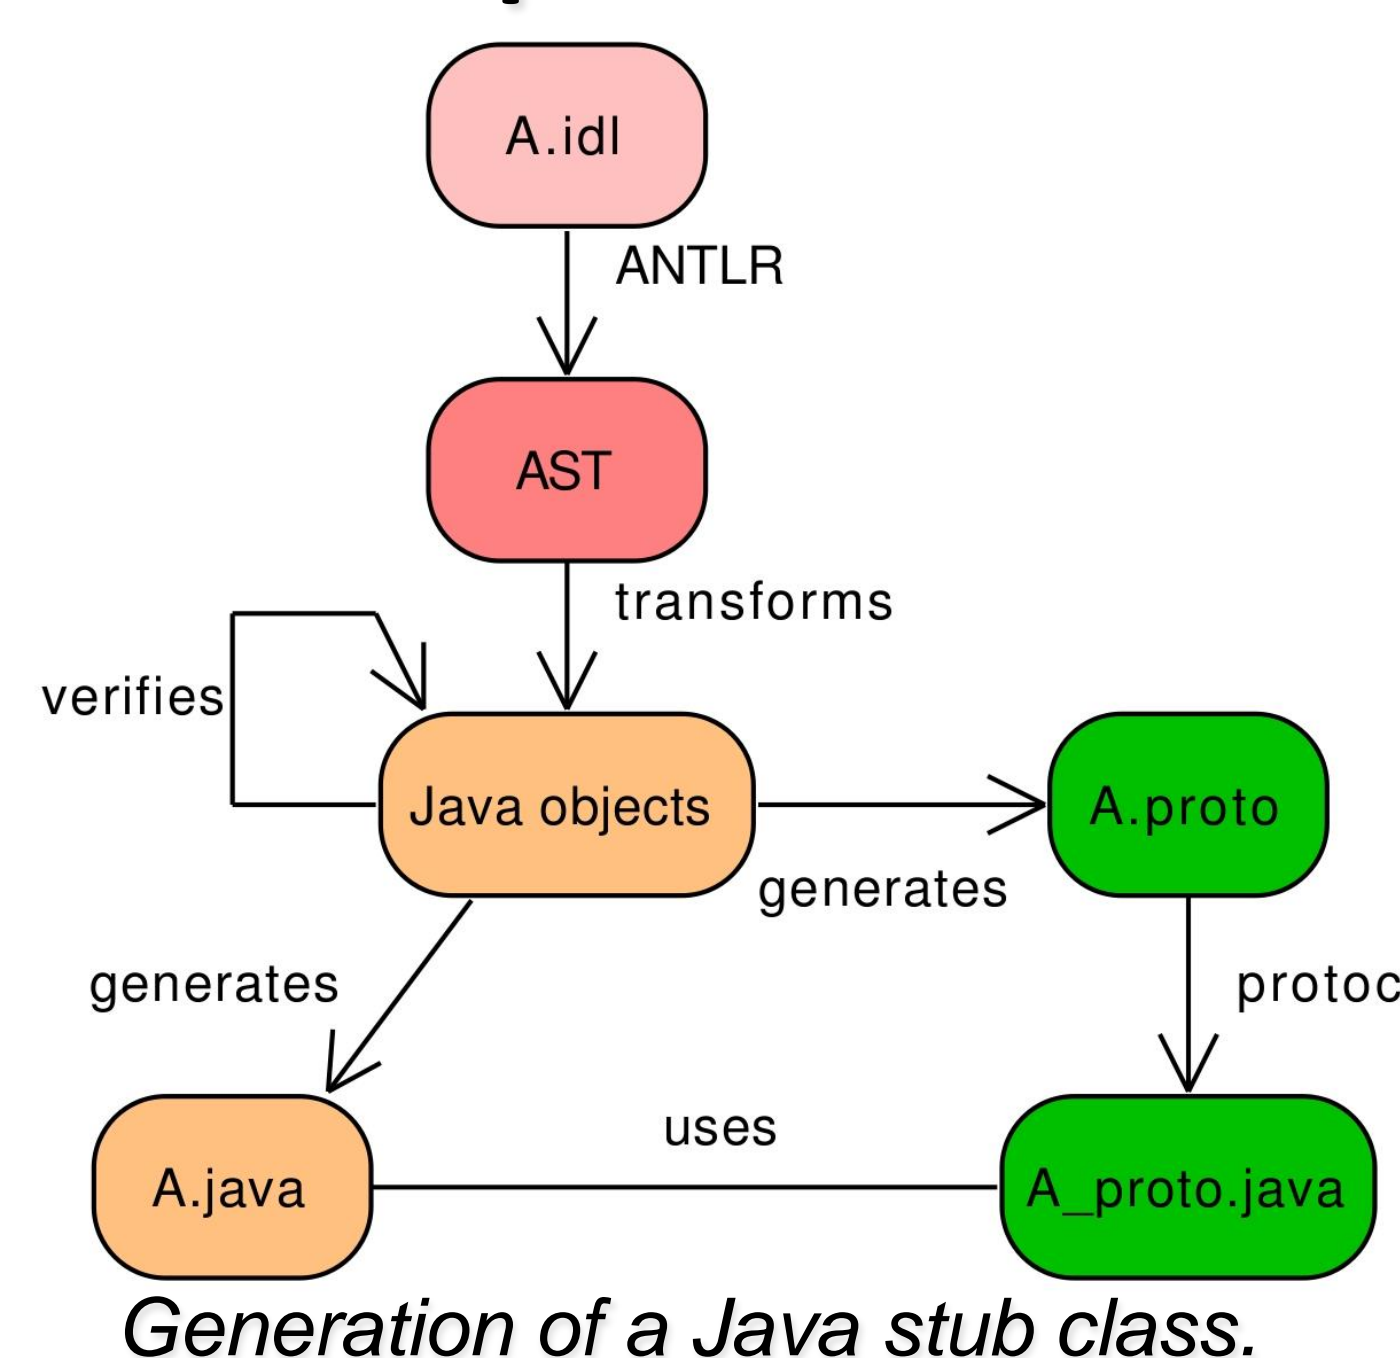 A.idl
ANTLR
AST
transforms
verifies
Java objects
A.proto
generates
generates
protoc
uses
A.java
A_proto.java
Generation of a Java stub class.